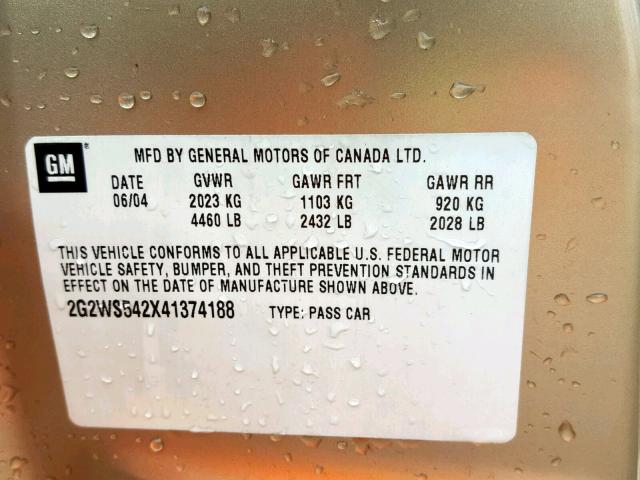 GM ®
MFD BY GENERAL MOTORS OF CANADA LTD.
DATE GVWR GAWR FRT GAWR RR
06/04 2023 KG 1103 KG 920 KG
4460 LB 2432 LB 2028 LB
THIS VEHICLE CONFORMS TO ALL APPLICABLE U.S. FEDERAL MOTOR
VEHICLE SAFETY, BUMPER, AND THEFT PREVENTION STANDARDS IN
EFFECT ON THE DATE OF MANUFACTURE SHOWN ABOVE.
2G2WS542X41374188 TYPE: PASS CAR